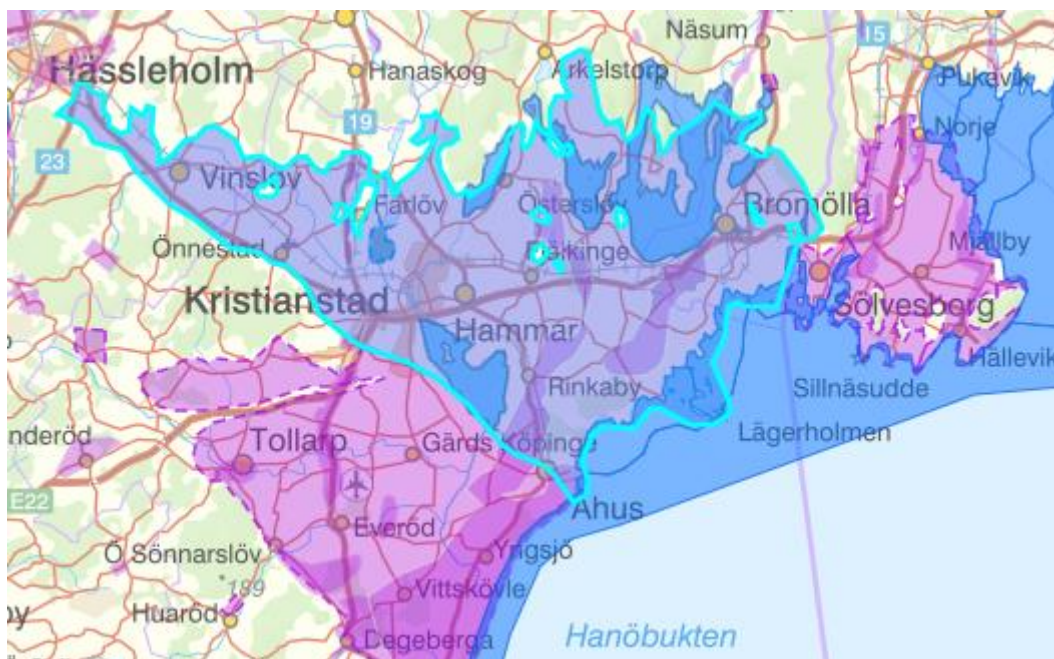 Näsum
15
Hässleholm
Hanaskog
Arkelstorp
Pukavik
19
Norje
23
Vinslöv
Färlöv
Österslöv
Bromölla
Önnestad
Mjällby
Kristianstad
Hammar
Sölvesborg
Rinkaby
Sillnäsudde
Hällevik
Tollarp
Gärds Köpinge
Lägerholmen
nderöd
E22
Åhus
Everöd
Ö Sönnarslöv
Yngsjö
189
Vittskövle
Huaröd
by
Degeberga
Hanöbukten